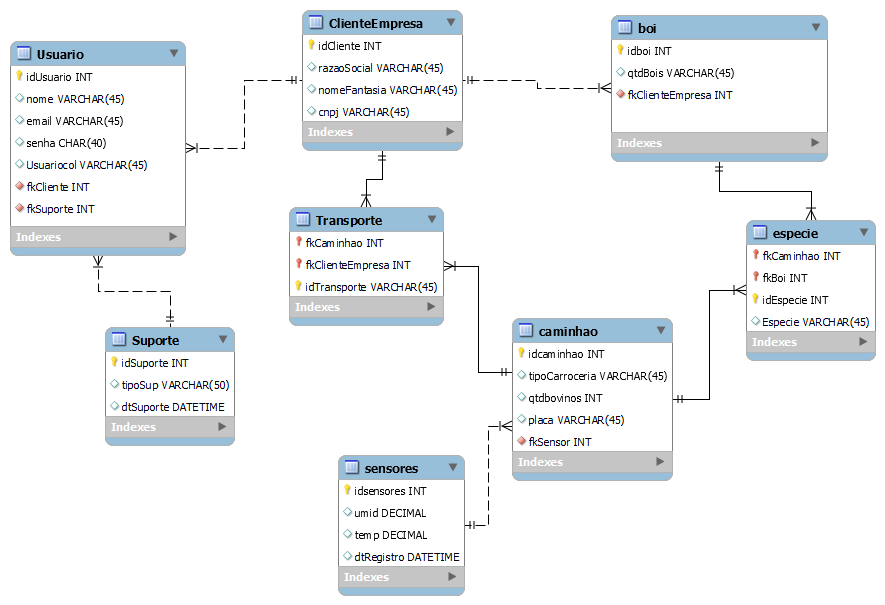 Usuario
idUsuario INT
nome VARCHAR(45)
email VARCHAR(45)
senha CHAR(40)
Usuariocol VARCHAR(45)
fkCliente INT
fkSuporte INT
Indexes
ClienteEmpresa
idCliente INT
razaoSocial VARCHAR(45)
nomeFantasia VARCHAR(45)
cnpj VARCHAR(45)
Indexes
boi
idboi INT
qtdBois VARCHAR(45)
fkClienteEmpresa INT
Indexes
Transporte
fkCaminhao INT
fkClienteEmpresa INT
idTransporte VARCHAR(45)
Indexes
especie
fkCaminhao INT
fkBoi INT
idEspecie INT
Especie VARCHAR(45)
Indexes
Suporte
idSuporte INT
tipoSup VARCHAR(50)
dtSuporte DATETIME
Indexes
caminhao
idcaminhao INT
tipoCarroceria VARCHAR(45)
qtdbovinos INT
placa VARCHAR(45)
fkSensor INT
Indexes
sensores
idsensores INT
umid DECIMAL
temp DECIMAL
dtRegistro DATETIME
Indexes